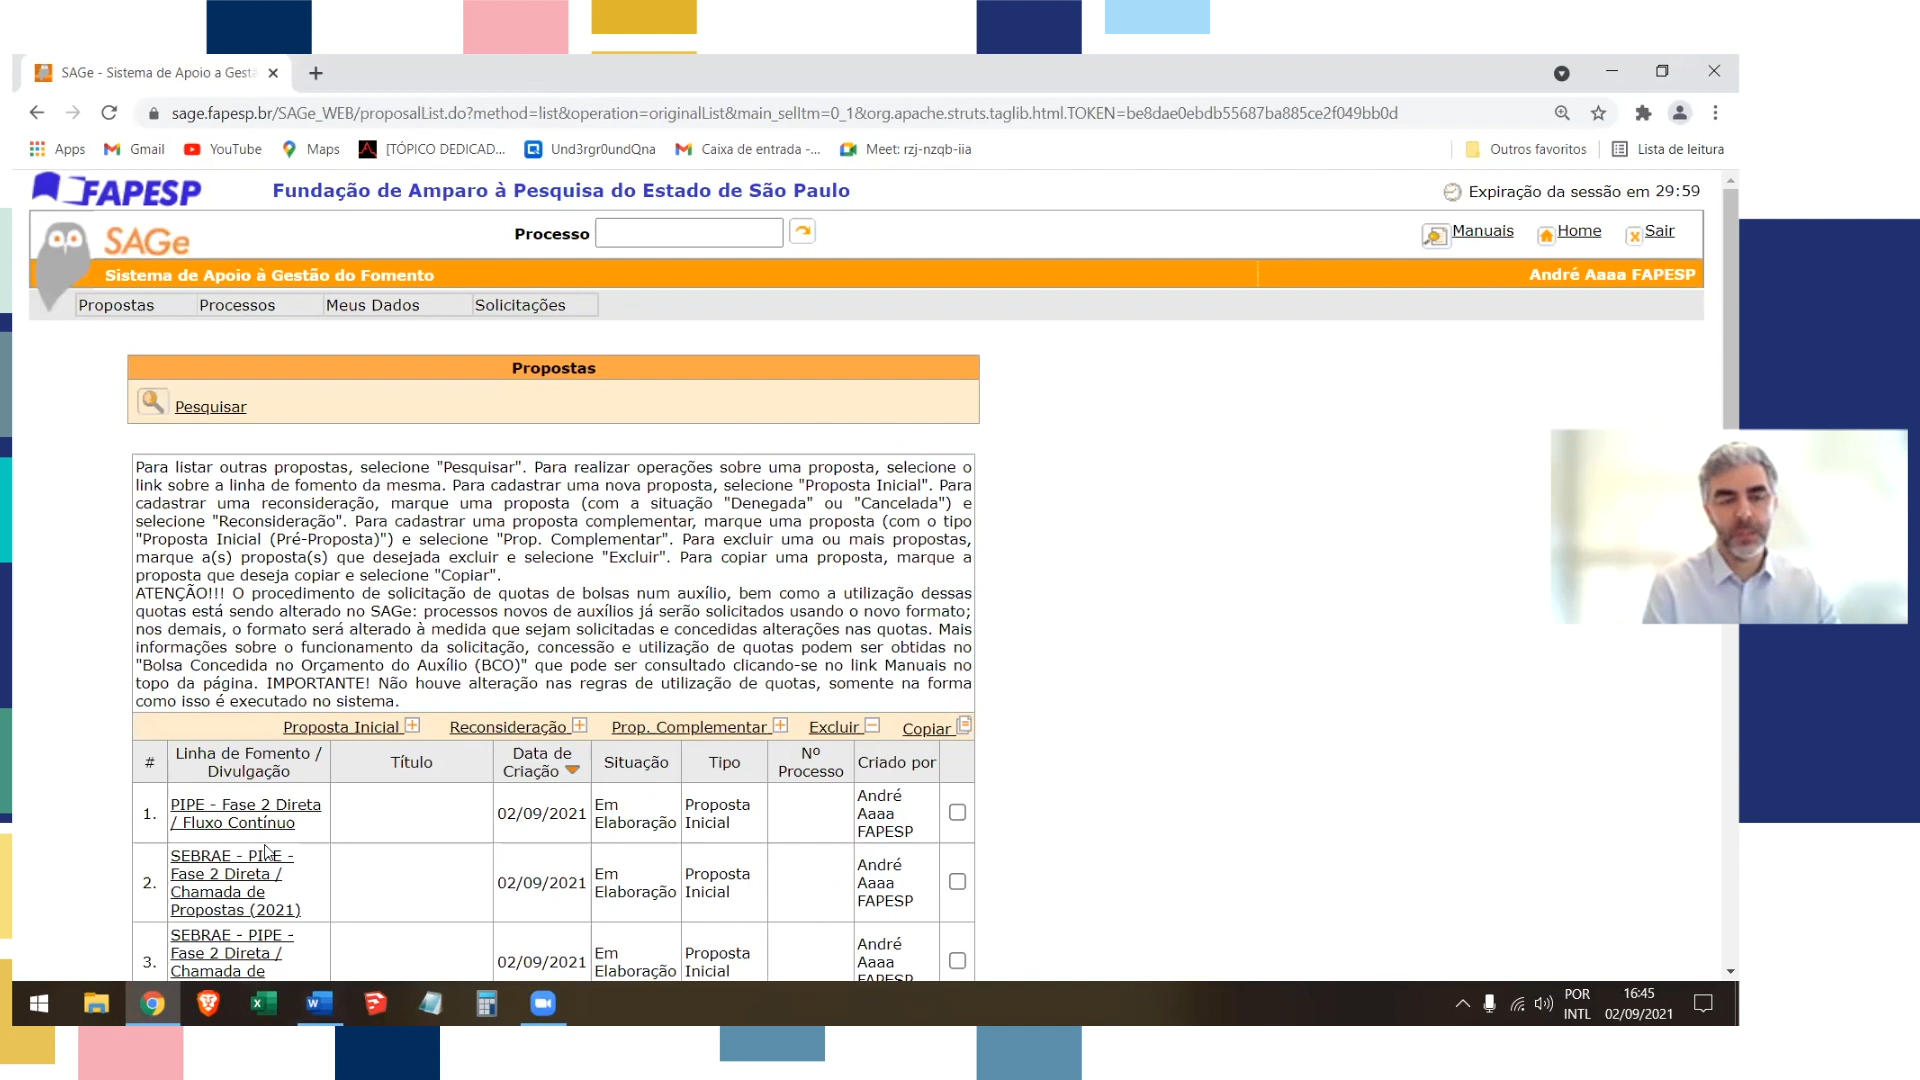 SAGe - Sistema de Apoio a Gestã
sage.fapesp.br/SAGe_WEB/proposalList.do?method=list&operation=originalList&main_selItm=0_1&org.apache.struts.taglib.html.TOKEN=be8dae0ebdb55687ba885ce2f049bb0d
Apps Gmail YouTube Maps [TÓPICO DEDICAD... Und3rgr0undQna Caixa de entrada -... Meet: rzj-nzqb-iia Outros favoritos Lista de leitura
FAPESP Fundação de Amparo à Pesquisa do Estado de São Paulo Expiração da sessão em 29:59
SAGe Processo Manuais Home Sair
Sistema de Apoio à Gestão do Fomento André Aaaa FAPESP
Propostas Processos Meus Dados Solicitações
Propostas
Pesquisar
Para listar outras propostas, selecione "Pesquisar". Para realizar operações sobre uma proposta, selecione o
link sobre a linha de fomento da mesma. Para cadastrar uma nova proposta, selecione "Proposta Inicial". Para
cadastrar uma reconsideração, marque uma proposta (com a situação "Denegada" ou "Cancelada") e
selecione "Reconsideração". Para cadastrar uma proposta complementar, marque uma proposta (com o tipo
"Proposta Inicial (Pré-Proposta)") e selecione "Prop. Complementar". Para excluir uma ou mais propostas,
marque a(s) proposta(s) que desejada excluir e selecione "Excluir". Para copiar uma proposta, marque a
proposta que deseja copiar e selecione "Copiar".
ATENÇÃO!!! O procedimento de solicitação de quotas de bolsas num auxílio, bem como a utilização dessas
quotas está sendo alterado no SAGe: processos novos de auxílios já serão solicitados usando o novo formato;
nos demais, o formato será alterado à medida que sejam solicitadas e concedidas alterações nas quotas. Mais
informações sobre o funcionamento da solicitação, concessão e utilização de quotas podem ser obtidas no
"Bolsa Concedida no Orçamento do Auxílio (BCO)" que pode ser consultado clicando-se no link Manuais no
topo da página. IMPORTANTE! Não houve alteração nas regras de utilização de quotas, somente na forma
como isso é executado no sistema.
Proposta Inicial Reconsideração Prop. Complementar Excluir Copiar
# Linha de Fomento / Divulgação Título Data de Criação Situação Tipo Nº Processo Criado por
1. PIPE - Fase 2 Direta / Fluxo Contínuo 02/09/2021 Em Elaboração Proposta Inicial André Aaaa FAPESP
2. SEBRAE - PIPE - Fase 2 Direta / Chamada de Propostas (2021) 02/09/2021 Em Elaboração Proposta Inicial André Aaaa FAPESP
3. SEBRAE - PIPE - Fase 2 Direta / Chamada de 02/09/2021 Em Elaboração Proposta Inicial André Aaaa FAPESP
POR 16:45
INTL 02/09/2021